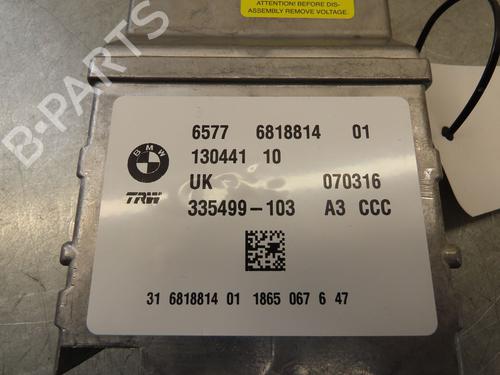 ATTENTION! BEFORE DIS-
ASSEMBLY REMOVE VOLTAGE.
B-PARTS
BMW
6577 6818814 01
130441 10
UK 070316
TRW
335499-103 A3 CCC
31 6818814 01 1865 067 6 47